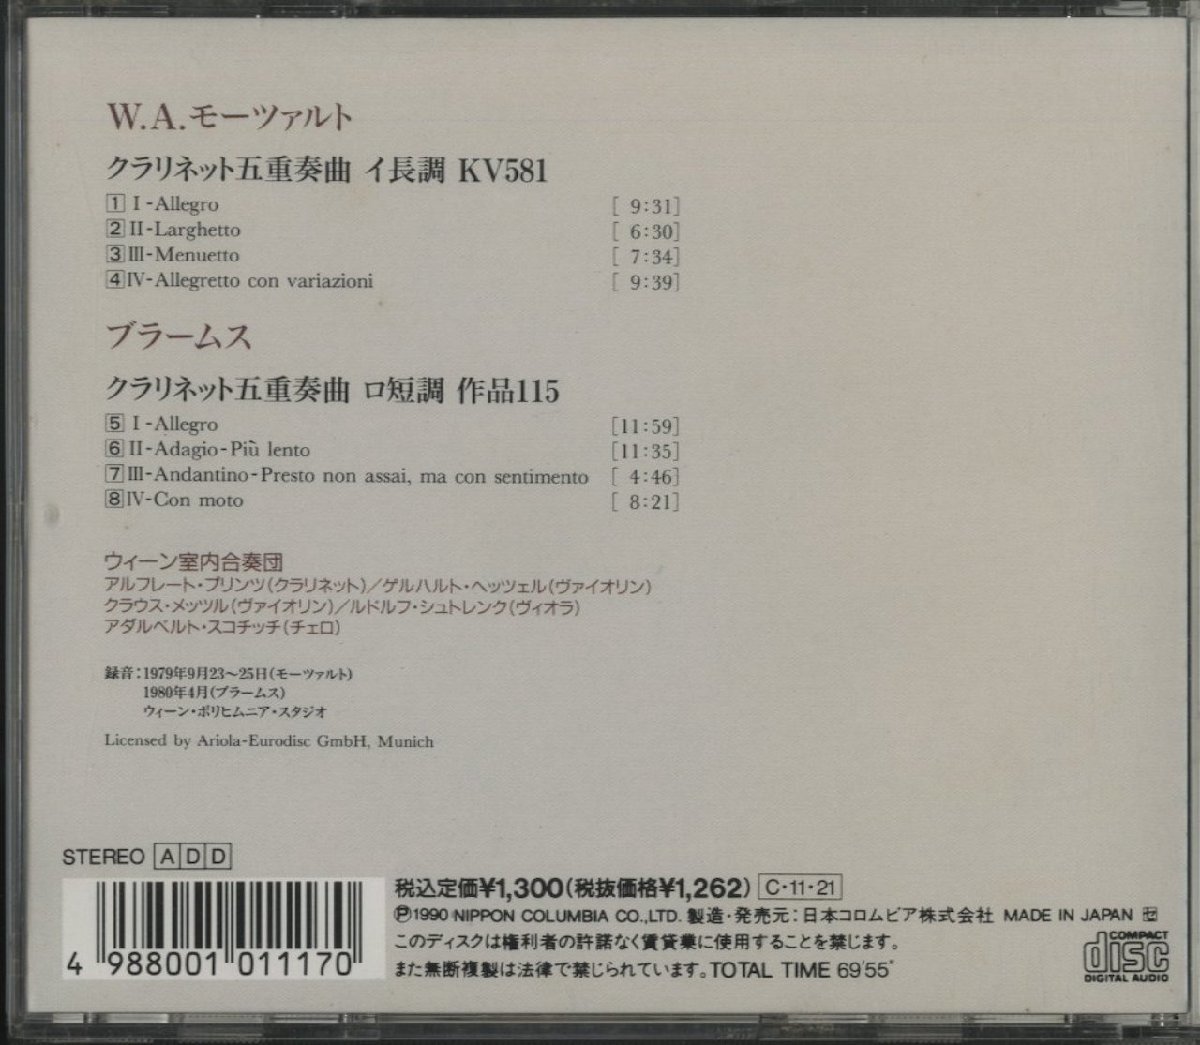 W.A.モーツァルト
クラリネット五重奏曲 イ長調 KV581
1 I-Allegro [ 9:31]
2 II-Larghetto [ 6:30]
3 III-Menuetto [ 7:34]
4 IV-Allegretto con variazioni [ 9:39]
ブラームス
クラリネット五重奏曲 ロ短調 作品115
5 I-Allegro [11:59]
6 II-Adagio-Più lento [11:35]
7 III-Andantino-Presto non assai, ma con sentimento [ 4:46]
8 IV-Con moto [ 8:21]
ウィーン室内合奏団
アルフレート・プリンツ(クラリネット)/ゲルハルト・ヘッツェル(ヴァイオリン)
クラウス・メッツル(ヴァイオリン)/ルドルフ・シュトレンク(ヴィオラ)
アダルベルト・スコチッチ(チェロ)
録音:1979年9月23〜25日(モーツァルト)
1980年4月(ブラームス)
ウィーン・ポリヒムニア・スタジオ
Licensed by Ariola-Eurodisc GmbH, Munich
STEREO ADD
税込定価¥1,300(税抜価格¥1,262) C-11-21
Ⓟ1990 NIPPON COLUMBIA CO.,LTD. 製造・発売元:日本コロムビア株式会社 MADE IN JAPAN
このディスクは権利者の許諾なく賃貸業に使用することを禁じます。
また無断複製は法律で禁じられています。TOTAL TIME 69'55"
4 988001 011170
COMPACT
disc
DIGITAL AUDIO